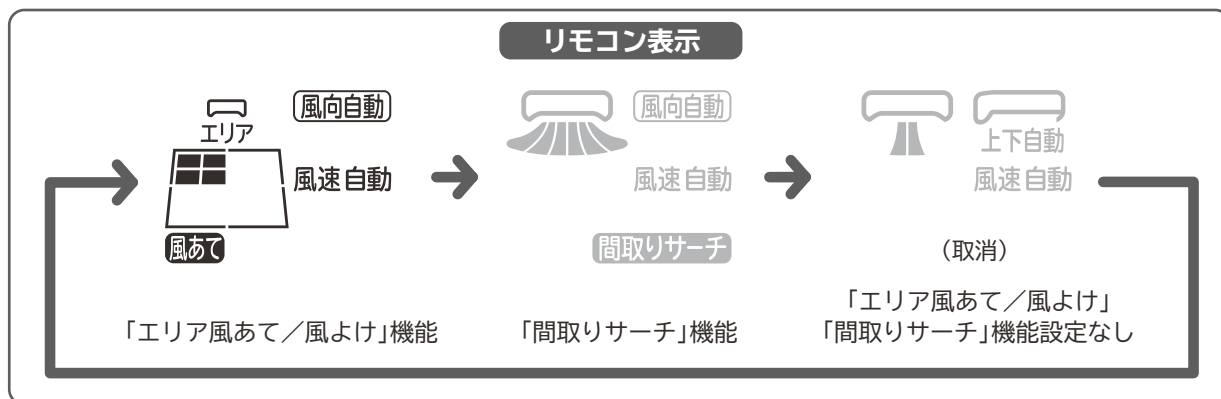 リモコン表示
エリア
風向自動
風速自動
風あて
「エリア風あて／風よけ」機能
風向自動
風速自動
間取りサーチ
「間取りサーチ」機能
上下自動
風速自動
（取消）
「エリア風あて／風よけ」
「間取りサーチ」機能設定なし